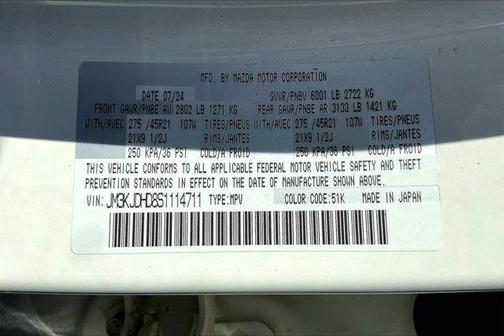 MFD. BY MAZDA MOTOR CORPORATION
DATE 07/24 GVWR/PNBV 6001 LB 2722 KG
FRONT GAWR/PNBE AV 2802 LB 1271 KG REAR GAWR/PNBE AR 3133 LB 1421 KG
WITH/AVEC 275 /45R21 107W TIRES/PNEUS WITH/AVEC 275 /45R21 107W TIRES/PNEUS
21X9 1/2J RIMS/JANTES 21X9 1/2J RIMS/JANTES
250 KPA/36 PSI COLD/A FROID 250 KPA/36 PSI COLD/A FROID
THIS VEHICLE CONFORMS TO ALL APPLICABLE FEDERAL MOTOR VEHICLE SAFETY AND THEFT
PREVENTION STANDARDS IN EFFECT ON THE DATE OF MANUFACTURE SHOWN ABOVE.
VIN: JM3KJDHD8S1114711 TYPE:MPV COLOR CODE: 51K MADE IN JAPAN